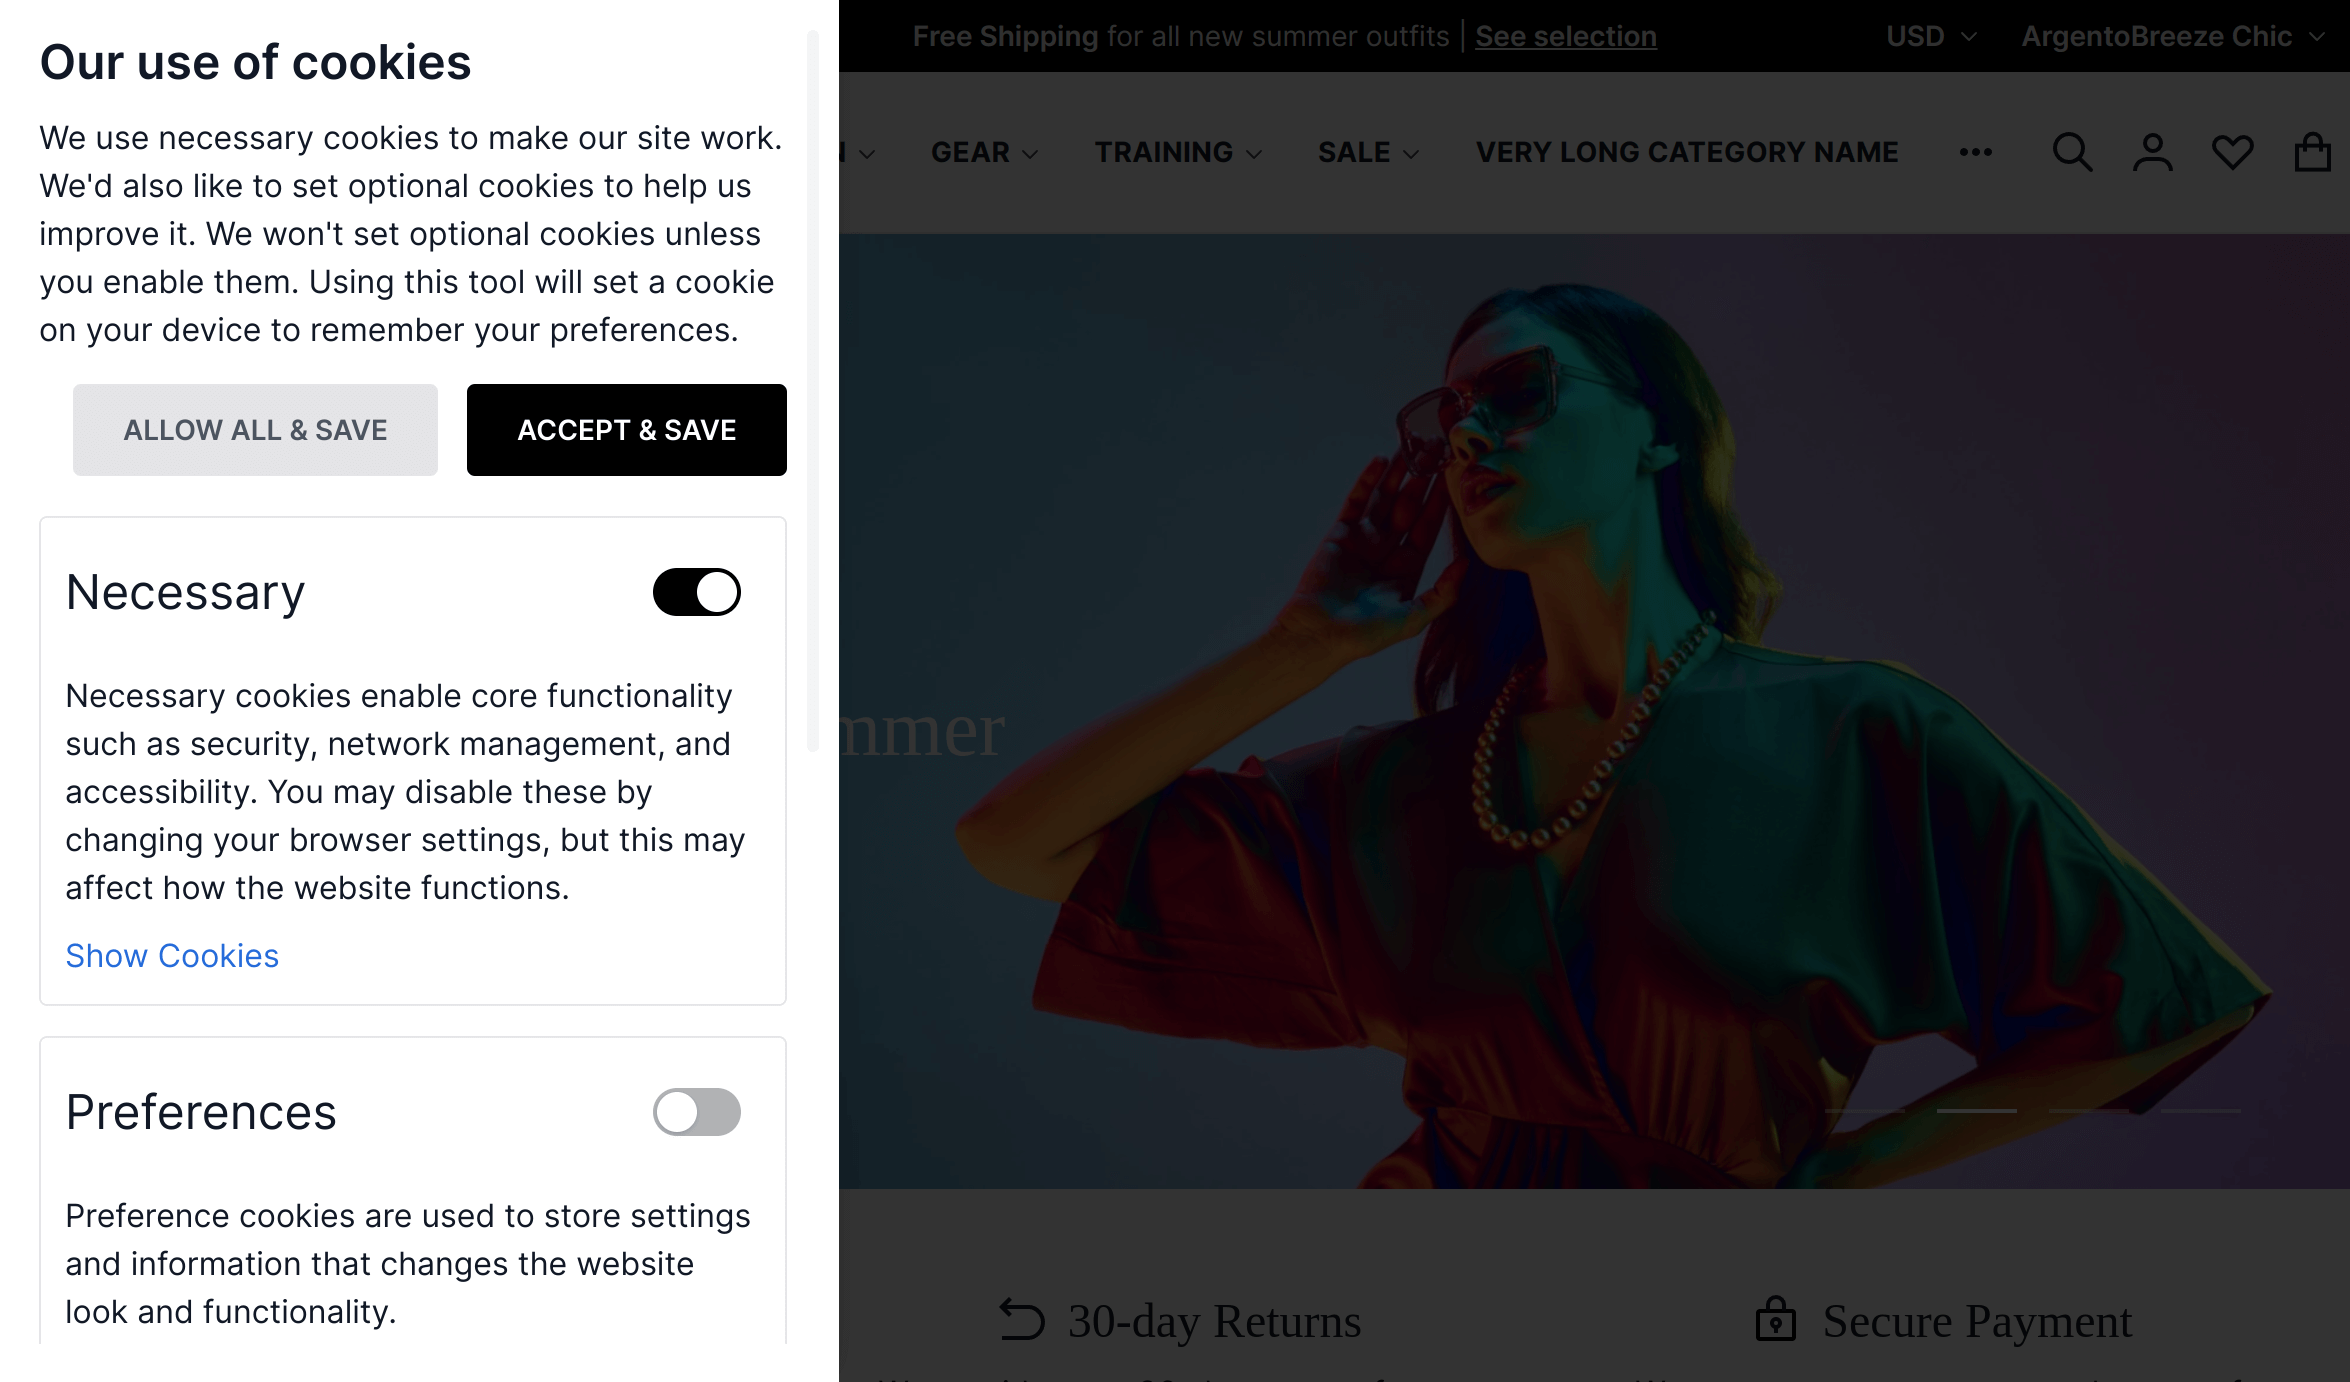 Our use of cookies
We use necessary cookies to make our site work.
We'd also like to set optional cookies to help us
improve it. We won't set optional cookies unless
you enable them. Using this tool will set a cookie
on your device to remember your preferences.
ALLOW ALL & SAVE
ACCEPT & SAVE
Necessary
Necessary cookies enable core functionality
such as security, network management, and
accessibility. You may disable these by
changing your browser settings, but this may
affect how the website functions.
Show Cookies
Preferences
Preference cookies are used to store settings
and information that changes the website
look and functionality.
Free Shipping for all new summer outfits | See selection
USD
ArgentoBreeze Chic
GEAR
TRAINING
SALE
VERY LONG CATEGORY NAME
mmer
30-day Returns
Secure Payment